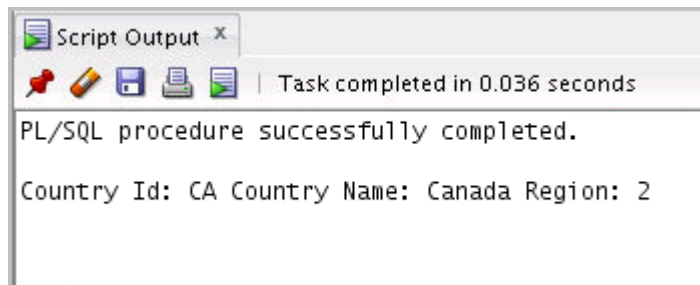 Script Output x
Task completed in 0.036 seconds
PL/SQL procedure successfully completed.
Country Id: CA Country Name: Canada Region: 2